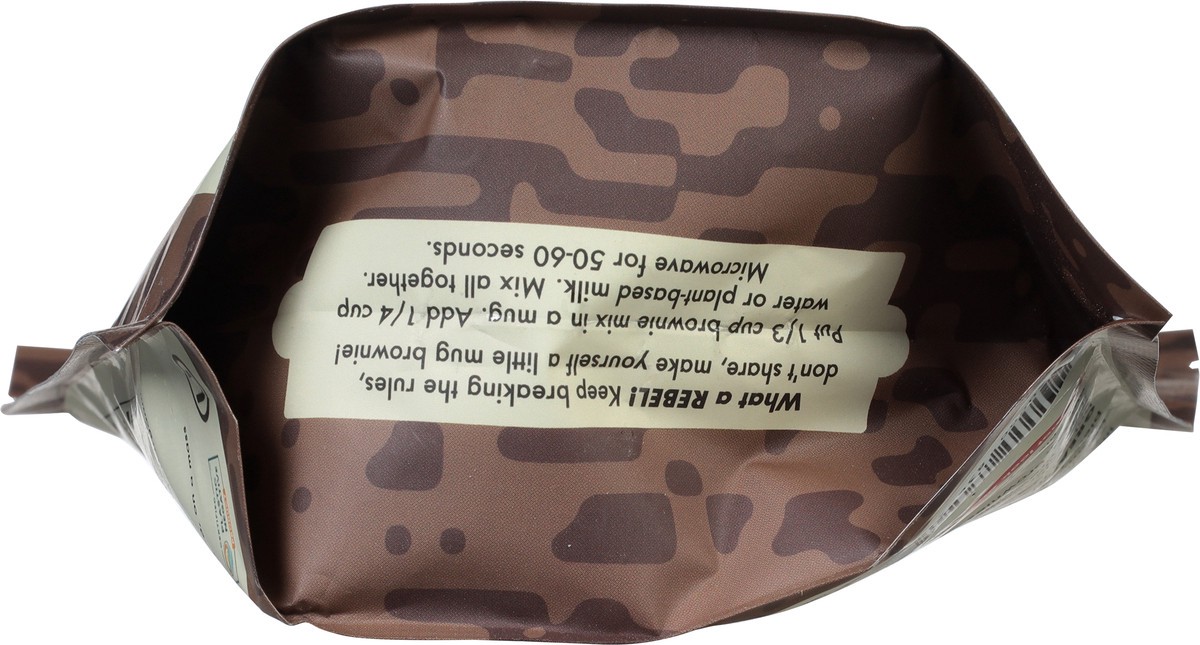 What a REBEL! Keep breaking the rules,
don't share, make yourself a little mug brownie!
Put 1/3 cup brownie mix in a mug. Add 1/4 cup
water or plant-based milk. Mix all together.
Microwave for 50-60 seconds.